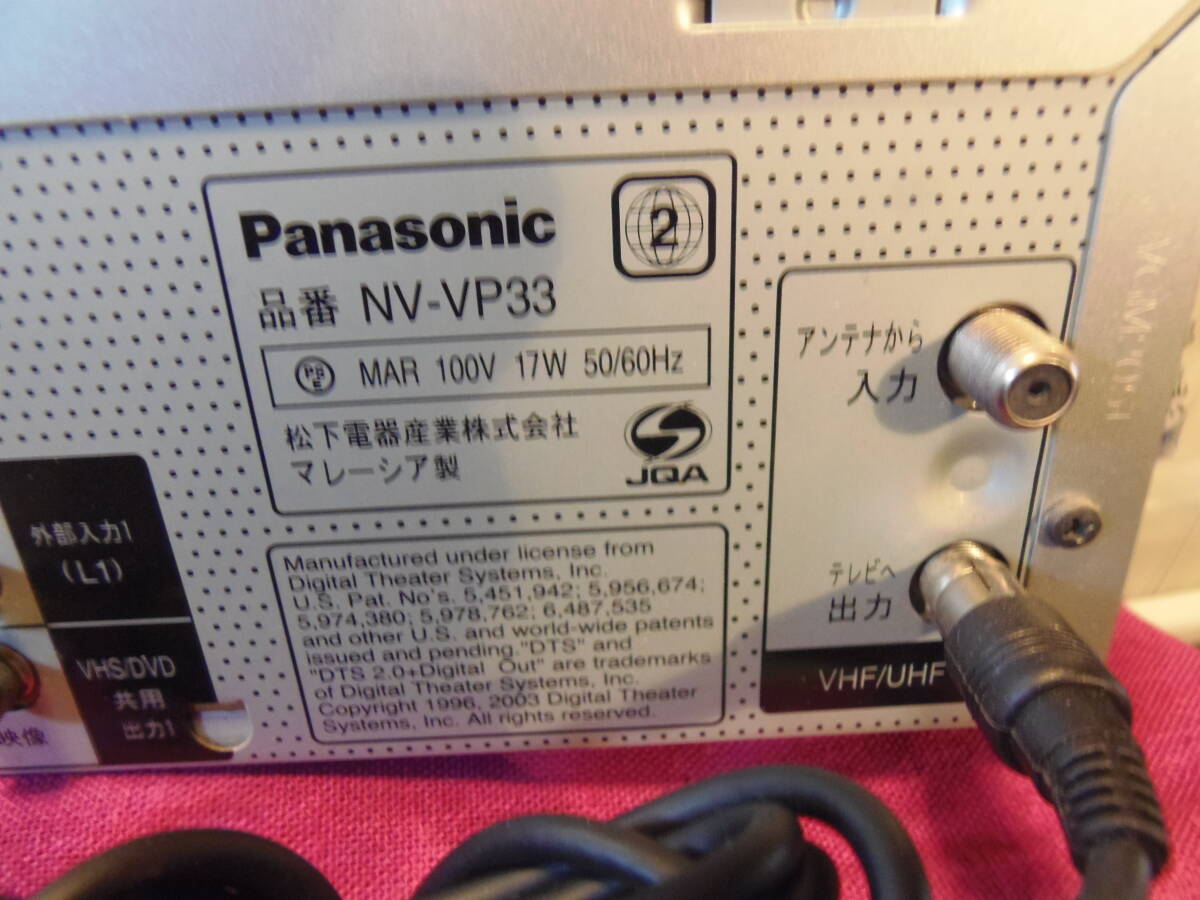 Panasonic
2
品番 NV-VP33
PSE MAR 100V 17W 50/60Hz
松下電器産業株式会社
マレーシア製
JQA
アンテナから
入力
テレビへ
出力
VHF/UHF
外部入力1
(L1)
VHS/DVD
共用
出力1
映像
Manufactured under license from
Digital Theater Systems, Inc.
U.S. Pat. No's. 5,451,942; 5,956,674;
5,974,380; 5,978,762; 6,487,535
and other U.S. and world-wide patents
issued and pending. "DTS" and
"DTS 2.0+Digital Out" are trademarks
of Digital Theater Systems, Inc.
Copyright 1996, 2003 Digital Theater
Systems, Inc. All rights reserved.